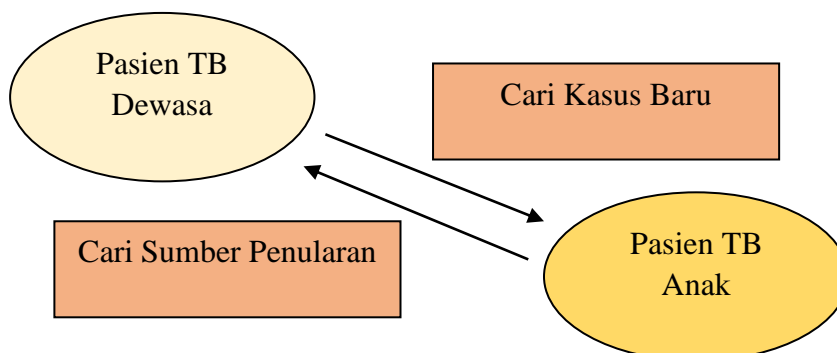 Pasien TB
Dewasa
Cari Kasus Baru
Cari Sumber Penularan
Pasien TB
Anak